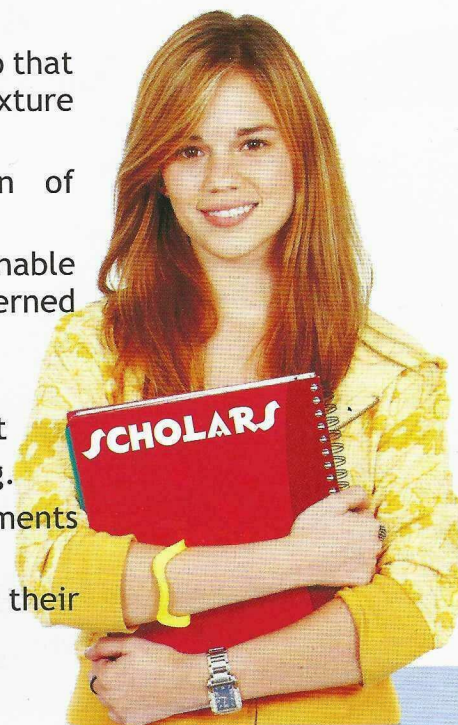 that
xture
n of
nable
erned
t
SCHOLARS
g.
ments
their